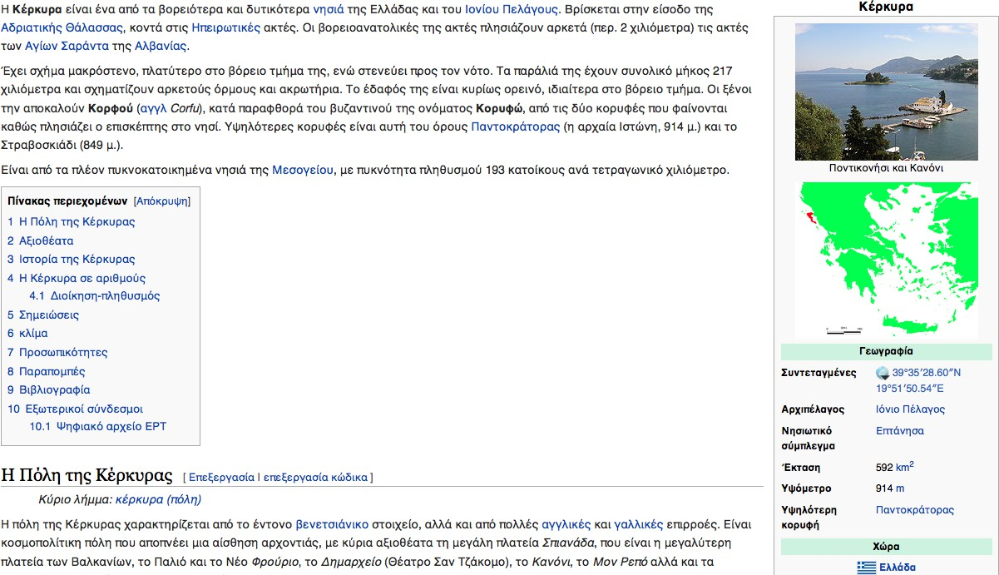 Η Κέρκυρα είναι ένα από τα βορειότερα και δυτικότερα νησιά της Ελλάδας και του Ιονίου Πελάγους. Βρίσκεται στην είσοδο της
Αδριατικής Θάλασσας, κοντά στις Ηπειρωτικές ακτές. Οι βορειοανατολικές της ακτές πλησιάζουν αρκετά (περ. 2 χιλιόμετρα) τις ακτές
των Αγίων Σαράντα της Αλβανίας.
Έχει σχήμα μακρόστενο, πλατύτερο στο βόρειο τμήμα της, ενώ στενεύει προς τον νότο. Τα παράλιά της έχουν συνολικό μήκος 217
χιλιόμετρα και σχηματίζουν αρκετούς όρμους και ακρωτήρια. Το έδαφός της είναι κυρίως ορεινό, ιδιαίτερα στο βόρειο τμήμα. Οι ξένοι
την αποκαλούν Κορφού (αγγλ Corfu), κατά παραφθορά του βυζαντινού της ονόματος Κορυφώ, από τις δύο κορυφές που φαίνονται
καθώς πλησιάζει ο επισκέπτης στο νησί. Υψηλότερες κορυφές είναι αυτή του όρους Παντοκράτορας (η αρχαία Ιστώνη, 914 μ.) και το
Στραβοσκιάδι (849 μ.).
Είναι από τα πλέον πυκνοκατοικημένα νησιά της Μεσογείου, με πυκνότητα πληθυσμού 193 κατοίκους ανά τετραγωνικό χιλιόμετρο.
Πίνακας περιεχομένων [Απόκρυψη]
1 Η Πόλη της Κέρκυρας
2 Αξιοθέατα
3 Ιστορία της Κέρκυρας
4 Η Κέρκυρα σε αριθμούς
4.1 Διοίκηση-πληθυσμός
5 Σημειώσεις
6 κλίμα
7 Προσωπικότητες
8 Παραπομπές
9 Βιβλιογραφία
10 Εξωτερικοί σύνδεσμοι
10.1 Ψηφιακό αρχείο ΕΡΤ
Η Πόλη της Κέρκυρας [ Επεξεργασία | επεξεργασία κώδικα ]
Κύριο λήμμα: κέρκυρα (πόλη)
Η πόλη της Κέρκυρας χαρακτηρίζεται από το έντονο βενετσιάνικο στοιχείο, αλλά και από πολλές αγγλικές και γαλλικές επιρροές. Είναι
κοσμοπολίτικη πόλη που αποπνέει μια αίσθηση αρχοντιάς, με κύρια αξιοθέατα τη μεγάλη πλατεία Σπιανάδα, που είναι η μεγαλύτερη
πλατεία των Βαλκανίων, το Παλιό και το Νέο Φρούριο, το Δημαρχείο (Θέατρο Σαν Τζάκομο), το Κανόνι, το Μον Ρεπό αλλά και τα
Κέρκυρα
Ποντικονήσι και Κανόνι
Γεωγραφία
Συντεταγμένες 39°35′28.60″N
19°51′50.54″E
Αρχιπέλαγος Ιόνιο Πέλαγος
Νησιωτικό Επτάνησα
σύμπλεγμα
Έκταση 592 km²
Υψόμετρο 914 m
Υψηλότερη Παντοκράτορας
κορυφή
Χώρα
Ελλάδα